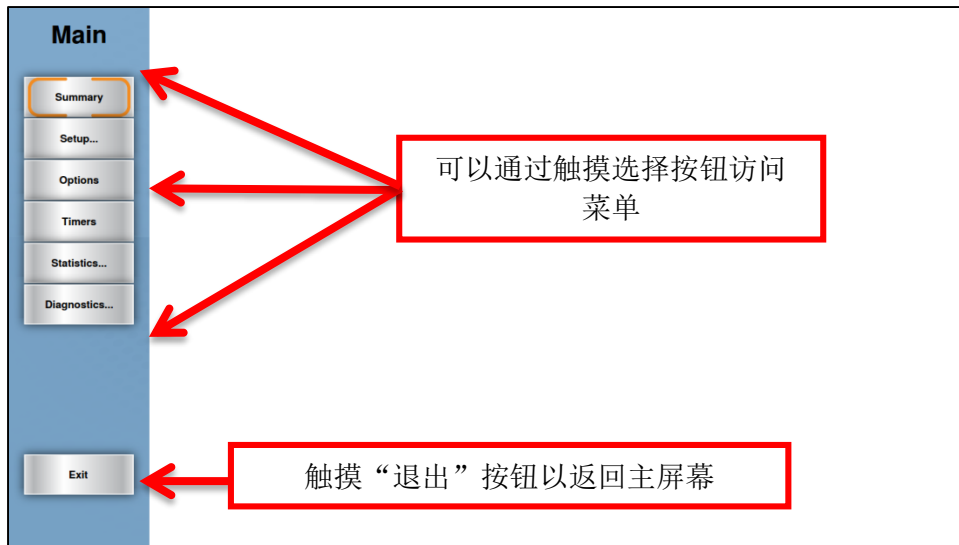 Main
Summary
Setup...
Options
Timers
Statistics...
Diagnostics...
Exit
可以通过触摸选择按钮访问
菜单
触摸“退出”按钮以返回主屏幕